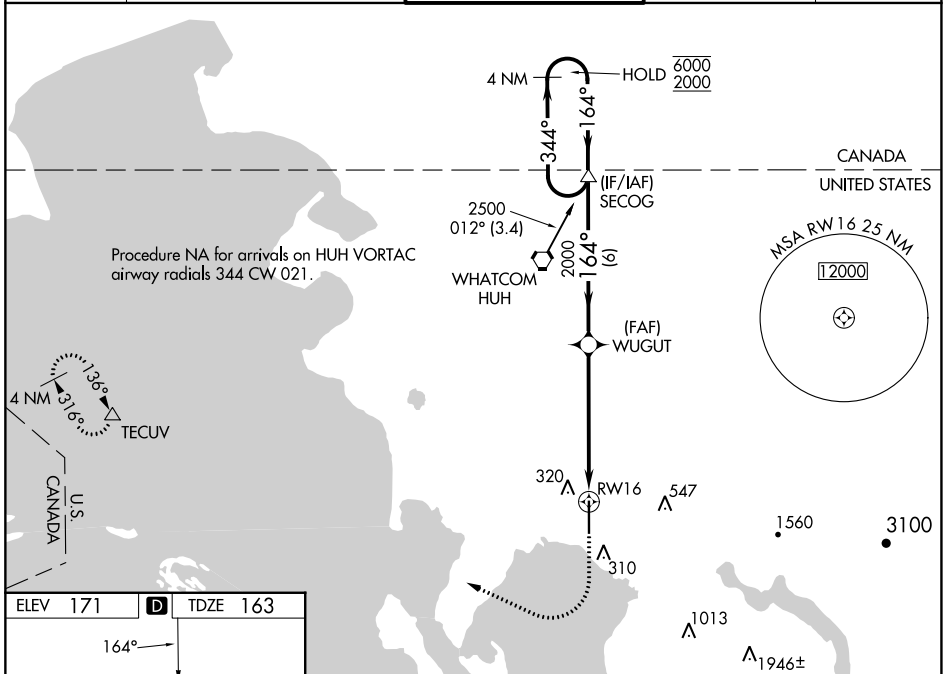 4 NM
HOLD
6000
2000
344°
164°
CANADA
UNITED STATES
(IF/IAF)
SECOG
2500
012° (3.4)
2000
164°
(6)
MSA RW 16 25 NM
12000
Procedure NA for arrivals on HUH VORTAC
airway radials 344 CW 021.
WHATCOM
HUH
(FAF)
WUGUT
136°
4 NM
316°
TECUV
U.S.
CANADA
320
RW16
547
1560
3100
310
ELEV 171
D
TDZE 163
164°
1013
1946±